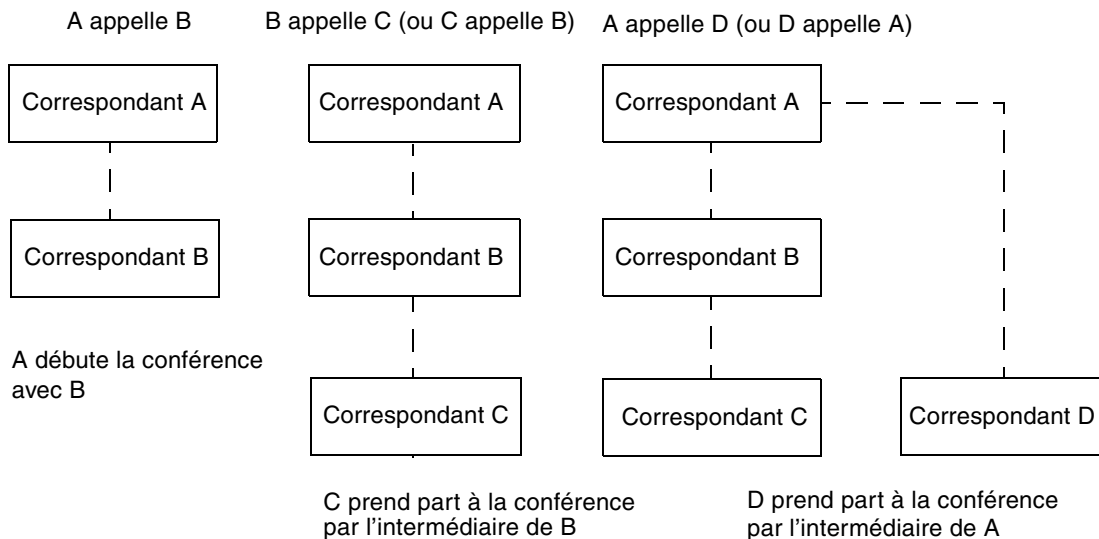 A appelle B
B appelle C (ou C appelle B)
A appelle D (ou D appelle A)
Correspondant A
Correspondant A
Correspondant A
Correspondant B
Correspondant B
Correspondant B
A débute la conférence
avec B
Correspondant C
Correspondant C
Correspondant D
C prend part à la conférence
par l'intermédiaire de B
D prend part à la conférence
par l'intermédiaire de A